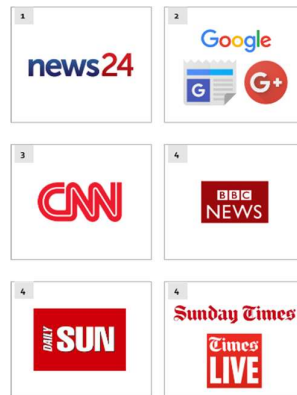 1
news24
2
Google
G
G+
3
CNN
4
BBC
NEWS
4
DAILY
SUN
4
Sunday Times
Times
LIVE